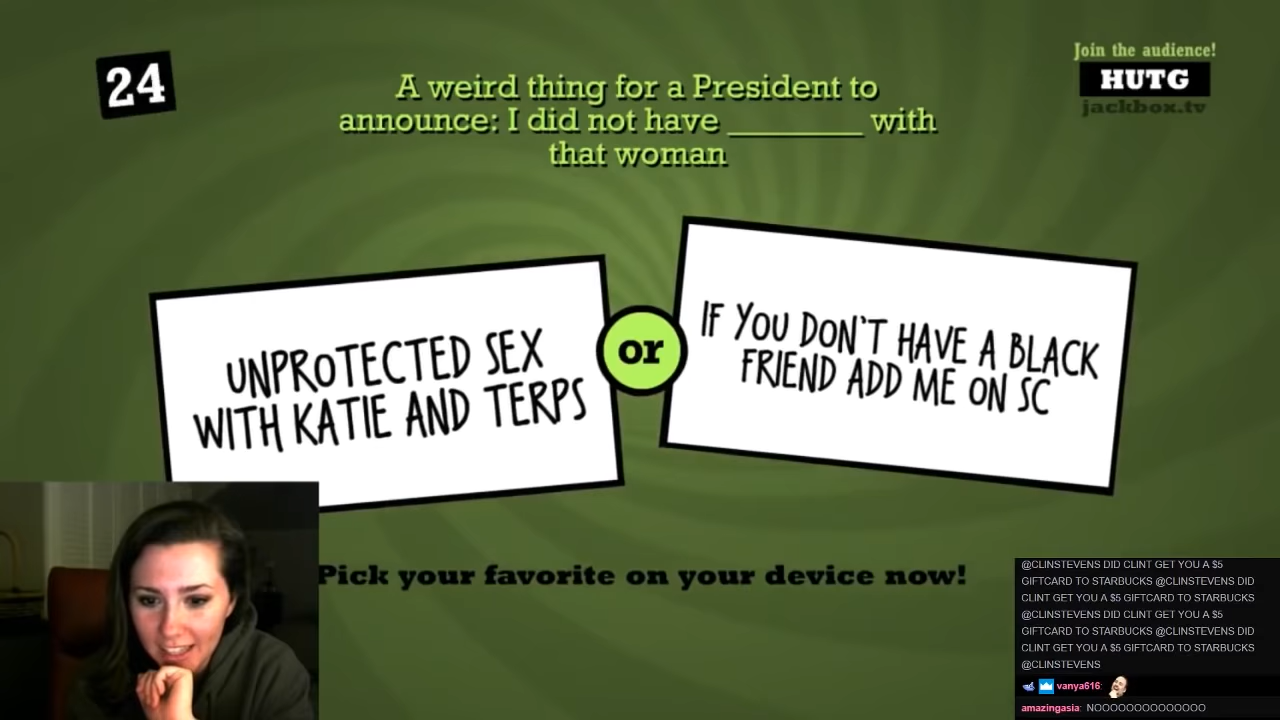 24
A weird thing for a President to
announce: I did not have ________ with
that woman
Join the audience!
HUTG
jackbox.tv
UNPROTECTED SEX
WITH KATIE AND TERPS
or
IF YOU DON'T HAVE A BLACK
FRIEND ADD ME ON SC
Pick your favorite on your device now!
@CLINSTEVENS DID CLINT GET YOU A $5
GIFTCARD TO STARBUCKS @CLINSTEVENS DID
CLINT GET YOU A $5 GIFTCARD TO STARBUCKS
@CLINSTEVENS DID CLINT GET YOU A $5
GIFTCARD TO STARBUCKS @CLINSTEVENS DID
CLINT GET YOU A $5 GIFTCARD TO STARBUCKS
@CLINSTEVENS
vanya616:
amazingasia: NOOOOOOOOOOOOOO